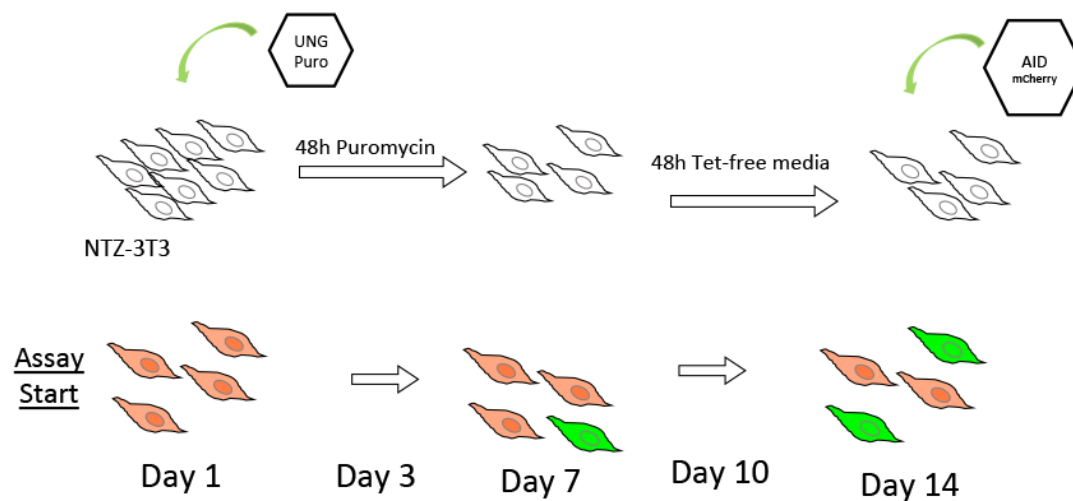 UNG
Puro
AID
mCherry
48h Puromycin
48h Tet-free media
NTZ-3T3
Assay
Start
Day 1
Day 3
Day 7
Day 10
Day 14